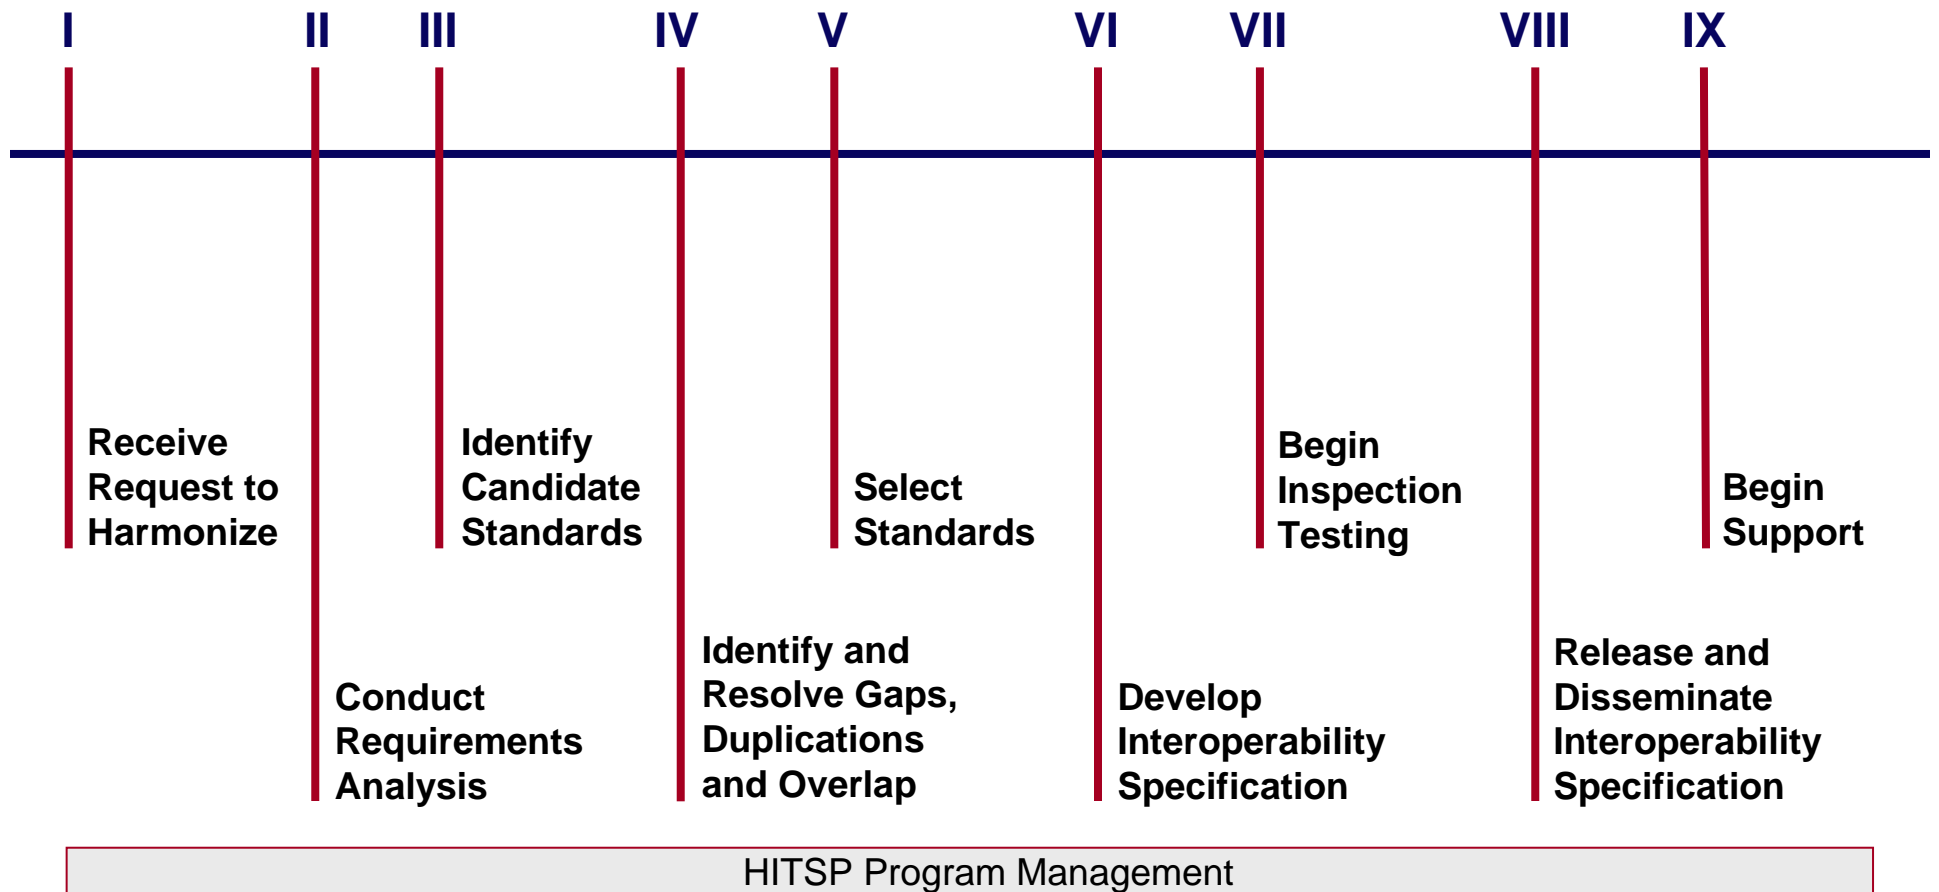 I II III IV V VI VII VIII IX
Receive
Request to
Harmonize
Identify
Candidate
Standards
Select
Standards
Begin
Inspection
Testing
Begin
Support
Conduct
Requirements
Analysis
Identify and
Resolve Gaps,
Duplications
and Overlap
Develop
Interoperability
Specification
Release and
Disseminate
Interoperability
Specification
HITSP Program Management